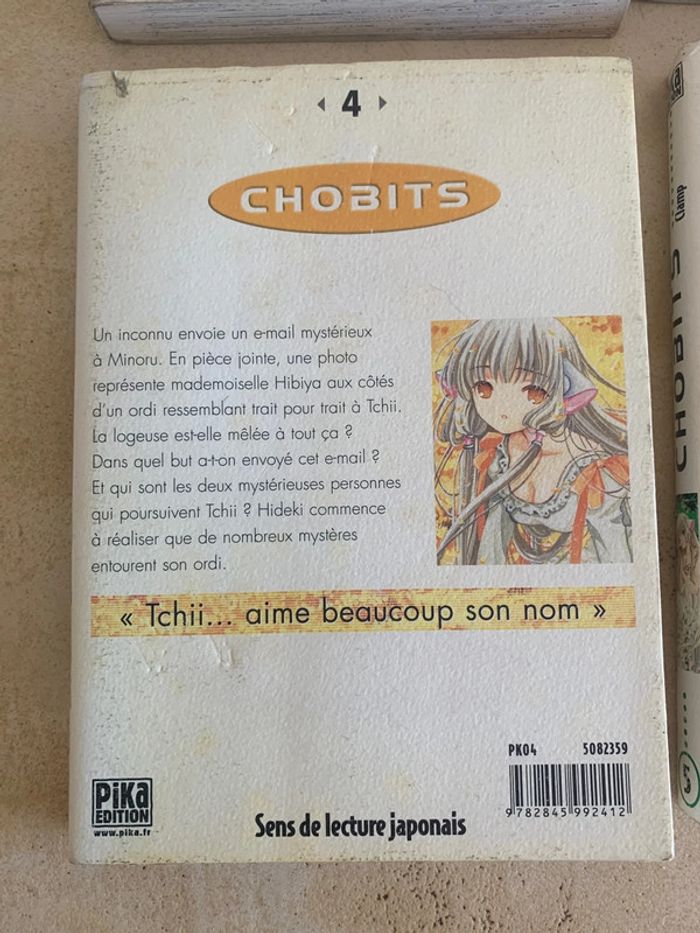 4
CHOBITS
Un inconnu envoie un e-mail mystérieux
à Minoru. En pièce jointe, une photo
représente mademoiselle Hibiya aux côtés
d'un ordi ressemblant trait pour trait à Tchii.
La logeuse est-elle mêlée à tout ça ?
Dans quel but a-t-on envoyé cet e-mail ?
Et qui sont les deux mystérieuses personnes
qui poursuivent Tchii ? Hideki commence
à réaliser que de nombreux mystères
entourent son ordi.
« Tchii... aime beaucoup son nom »
PK04 5082359
9782845992412
PiKa
EDITION
www.pika.fr
Sens de lecture japonais
Clamp
CHOBITS